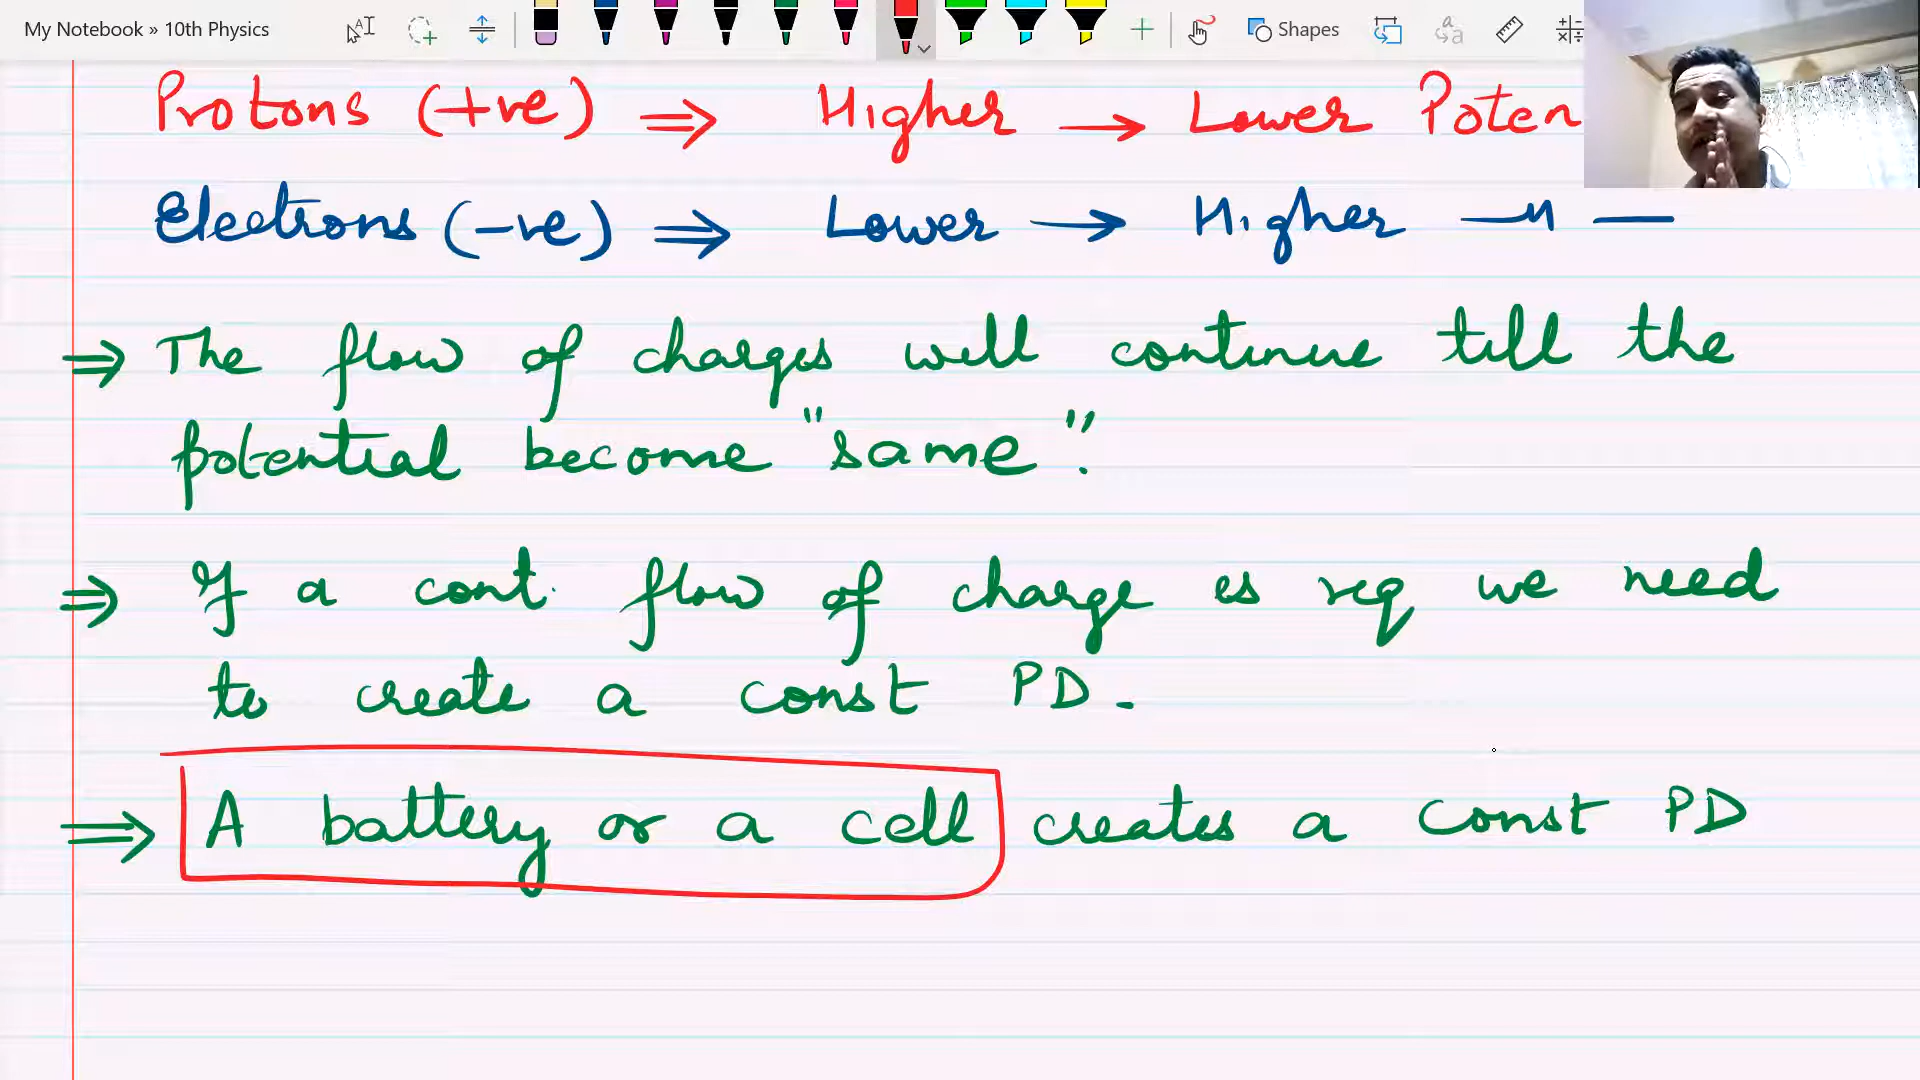 My Notebook » 10th Physics
Shapes
Protons (+ve) ⇒ Higher → Lower Poten
Electrons (-ve) ⇒ Lower → Higher —"—
⇒ The flow of charges will continue till the
potential become "same".
⇒ If a cont. flow of charge is req we need
to create a const PD.
⇒ A battery or a cell creates a const PD